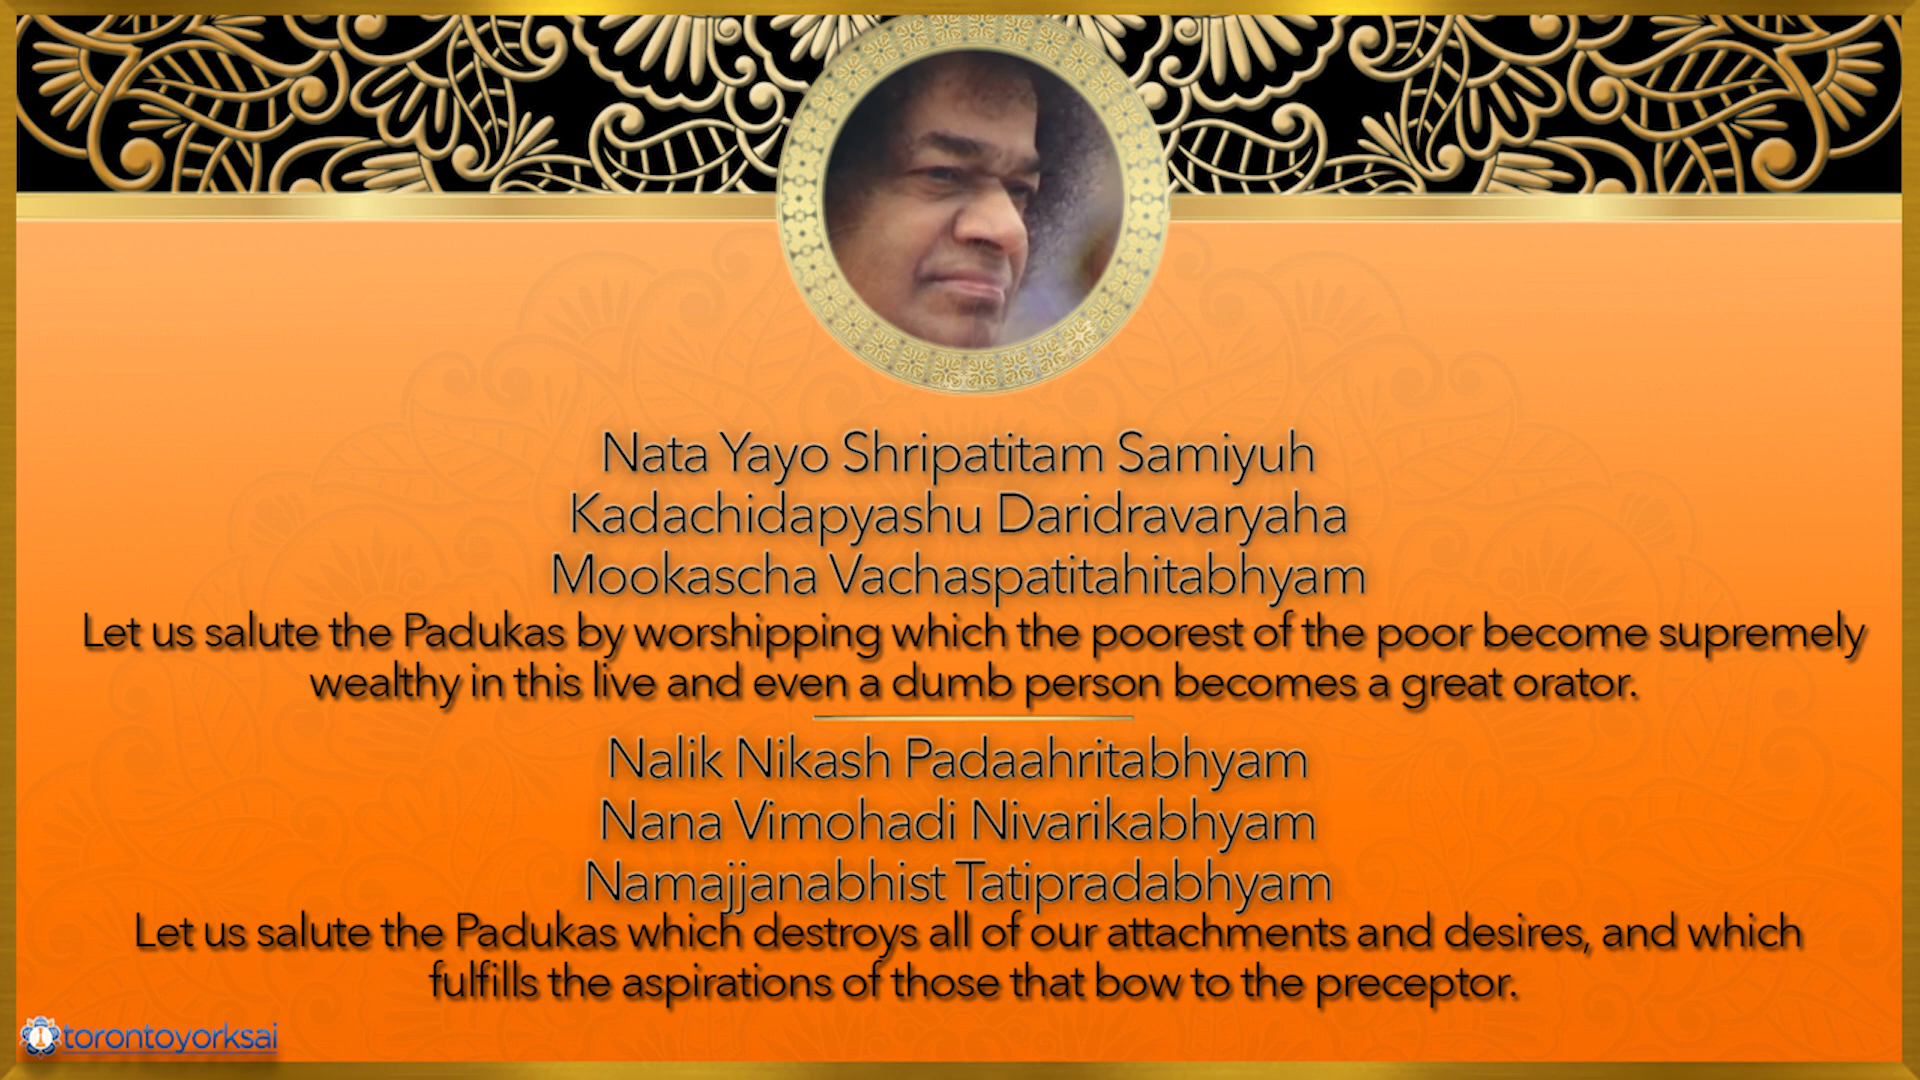 Nata Yayo Shripatitam Samiyuh
Kadachidapyashu Daridravaryaha
Mookascha Vachaspatitahitabhyam
Let us salute the Padukas by worshipping which the poorest of the poor become supremely
wealthy in this live and even a dumb person becomes a great orator.
Nalik Nikash Padaahritabhyam
Nana Vimohadi Nivarikabhyam
Namajjanabhist Tatipradabhyam
Let us salute the Padukas which destroys all of our attachments and desires, and which
fulfills the aspirations of those that bow to the preceptor.
torontoyorksai